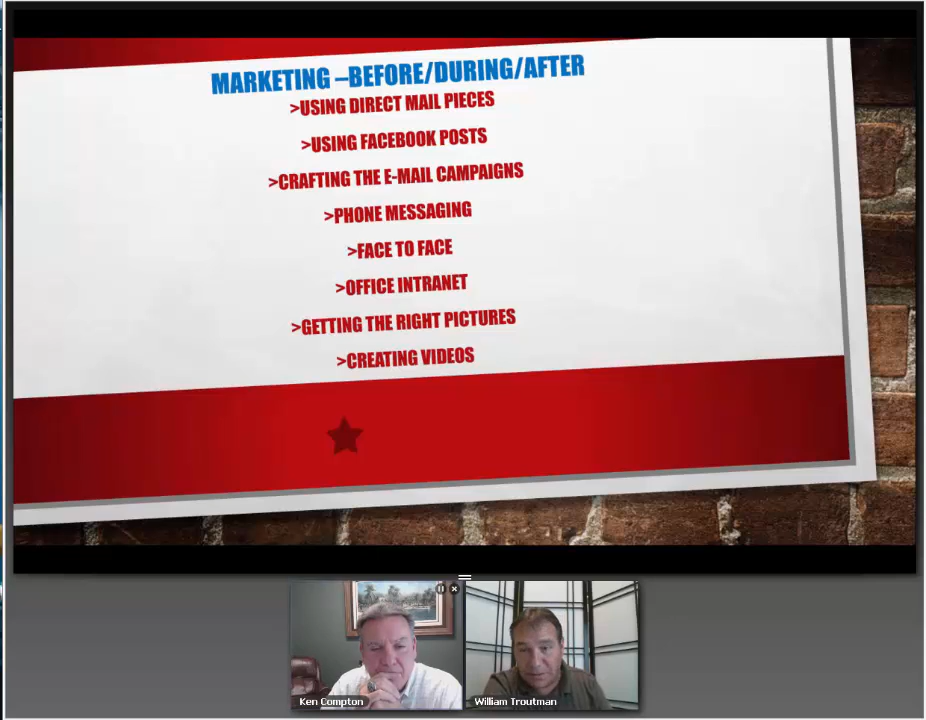 MARKETING –BEFORE/DURING/AFTER
>USING DIRECT MAIL PIECES
>USING FACEBOOK POSTS
>CRAFTING THE E-MAIL CAMPAIGNS
>PHONE MESSAGING
>FACE TO FACE
>OFFICE INTRANET
>GETTING THE RIGHT PICTURES
>CREATING VIDEOS
Ken Compton
William Troutman